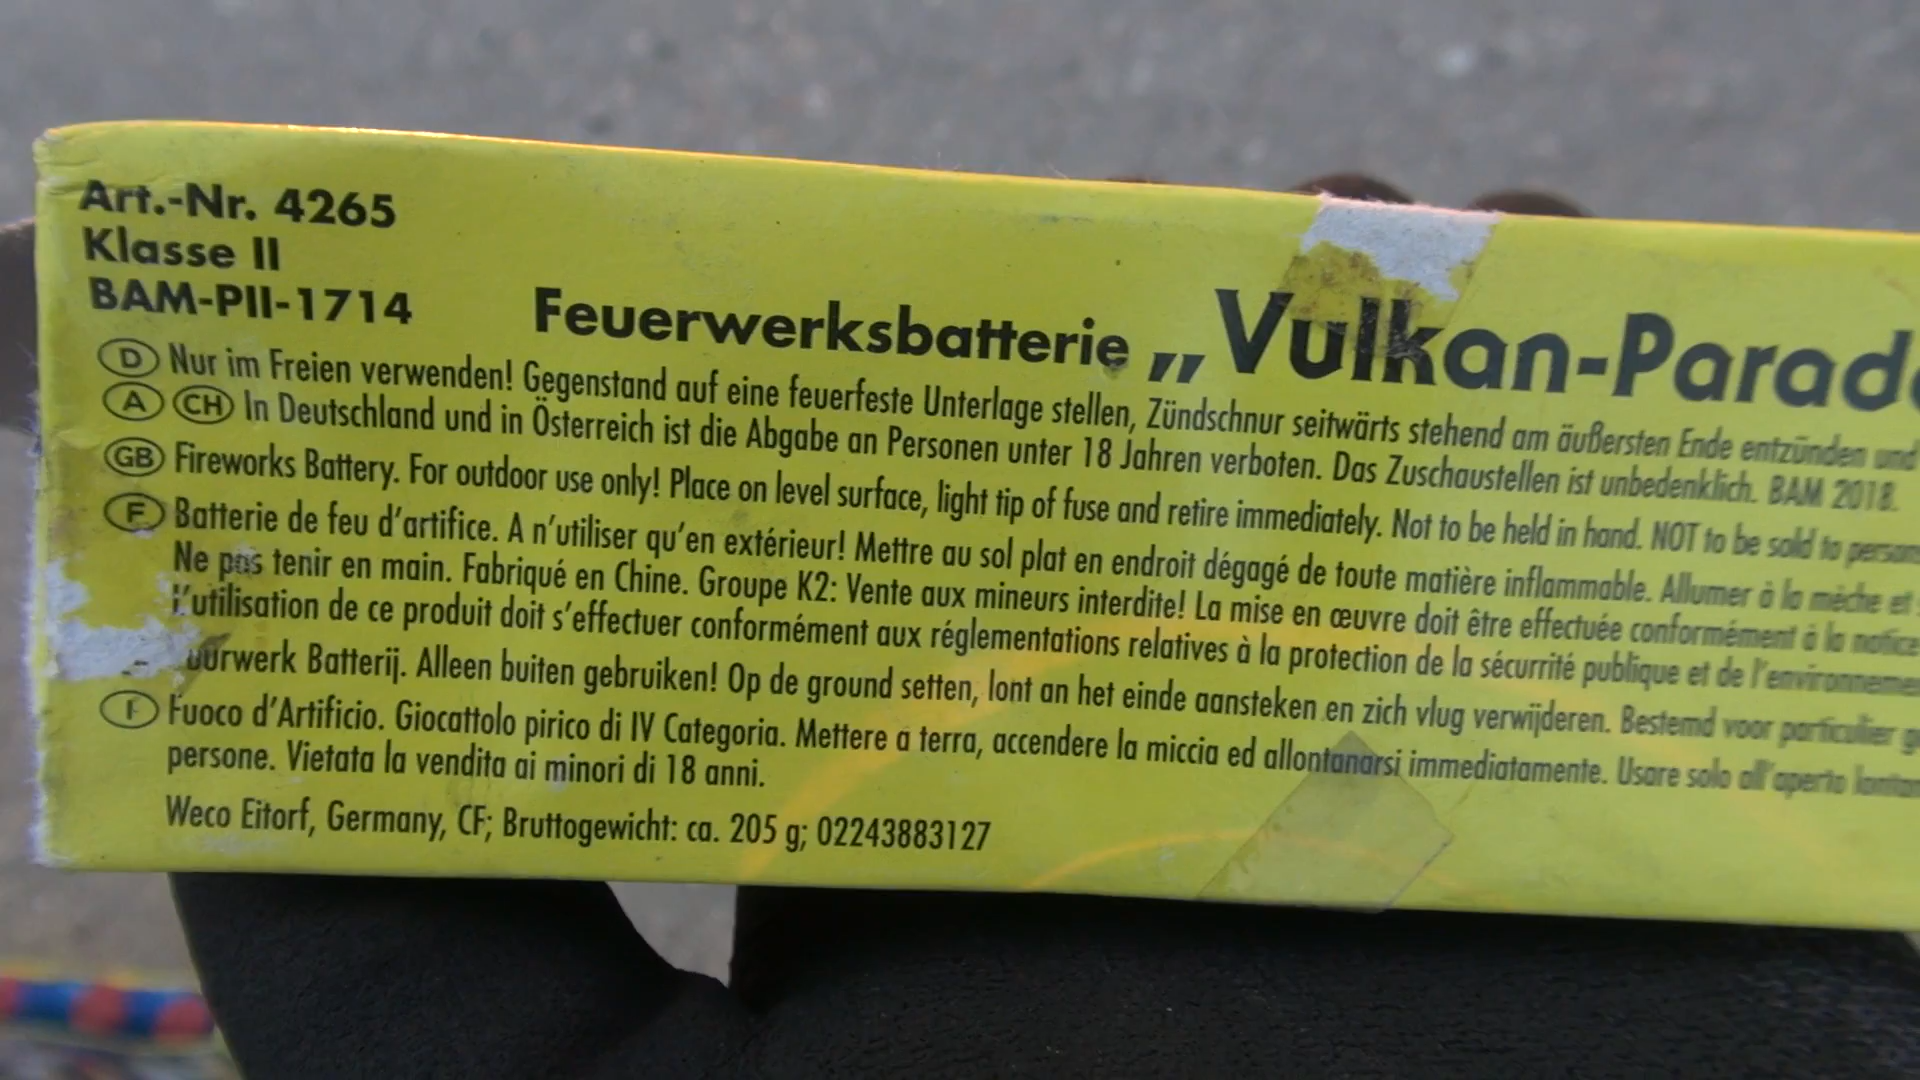 Art.-Nr. 4265
Klasse II
BAM-PII-1714
Feuerwerksbatterie „Vulkan-Parad
D Nur im Freien verwenden! Gegenstand auf eine feuerfeste Unterlage stellen, Zündschnur seitwärts stehend am äußersten Ende entzünden und
A CH In Deutschland und in Österreich ist die Abgabe an Personen unter 18 Jahren verboten. Das Zuschaustellen ist unbedenklich. BAM 2018.
GB Fireworks Battery. For outdoor use only! Place on level surface, light tip of fuse and retire immediately. Not to be held in hand. NOT to be sold to person
F Batterie de feu d'artifice. A n'utiliser qu'en extérieur! Mettre au sol plat en endroit dégagé de toute matière inflammable. Allumer à la mèche et
Ne pas tenir en main. Fabriqué en Chine. Groupe K2: Vente aux mineurs interdite! La mise en œuvre doit être effectuée conformément à la notice
L'utilisation de ce produit doit s'effectuer conformément aux réglementations relatives à la protection de la sécurrité publique et de l'environneme
uurwerk Batterij. Alleen buiten gebruiken! Op de ground setten, lont an het einde aansteken en zich vlug verwijderen. Bestemd voor particulier
I Fuoco d'Artificio. Giocattolo pirico di IV Categoria. Mettere a terra, accendere la miccia ed allontanarsi immediatamente. Usare solo all'aperto lonta
persone. Vietata la vendita ai minori di 18 anni.
Weco Eitorf, Germany, CF; Bruttogewicht: ca. 205 g; 02243883127